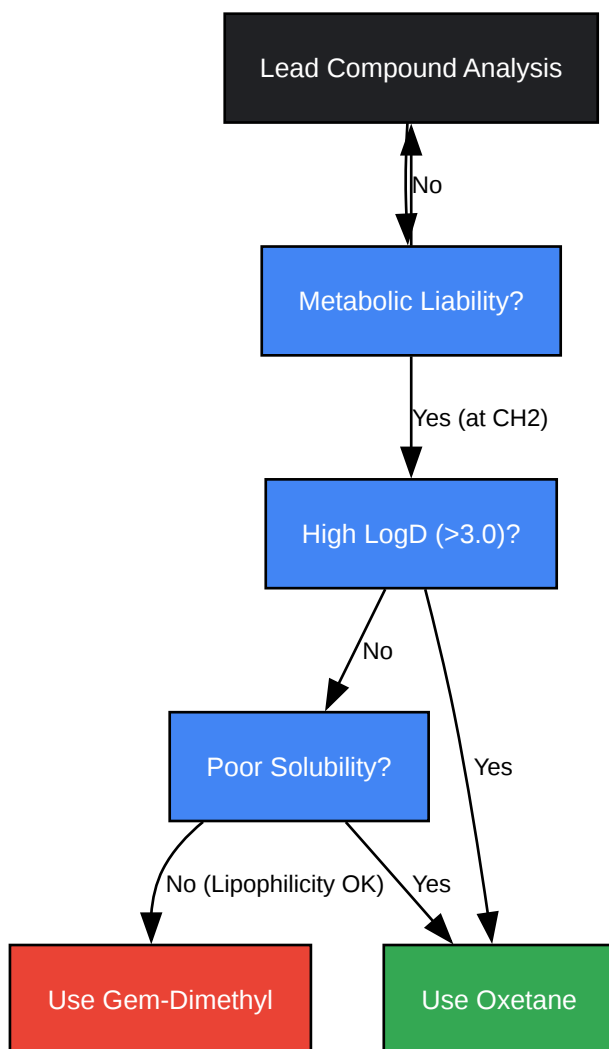 Lead Compound Analysis
No
Metabolic Liability?
Yes (at CH2)
High LogD (>3.0)?
No
Poor Solubility?
Yes
No (Lipophilicity OK)
Yes
Use Gem-Dimethyl
Use Oxetane